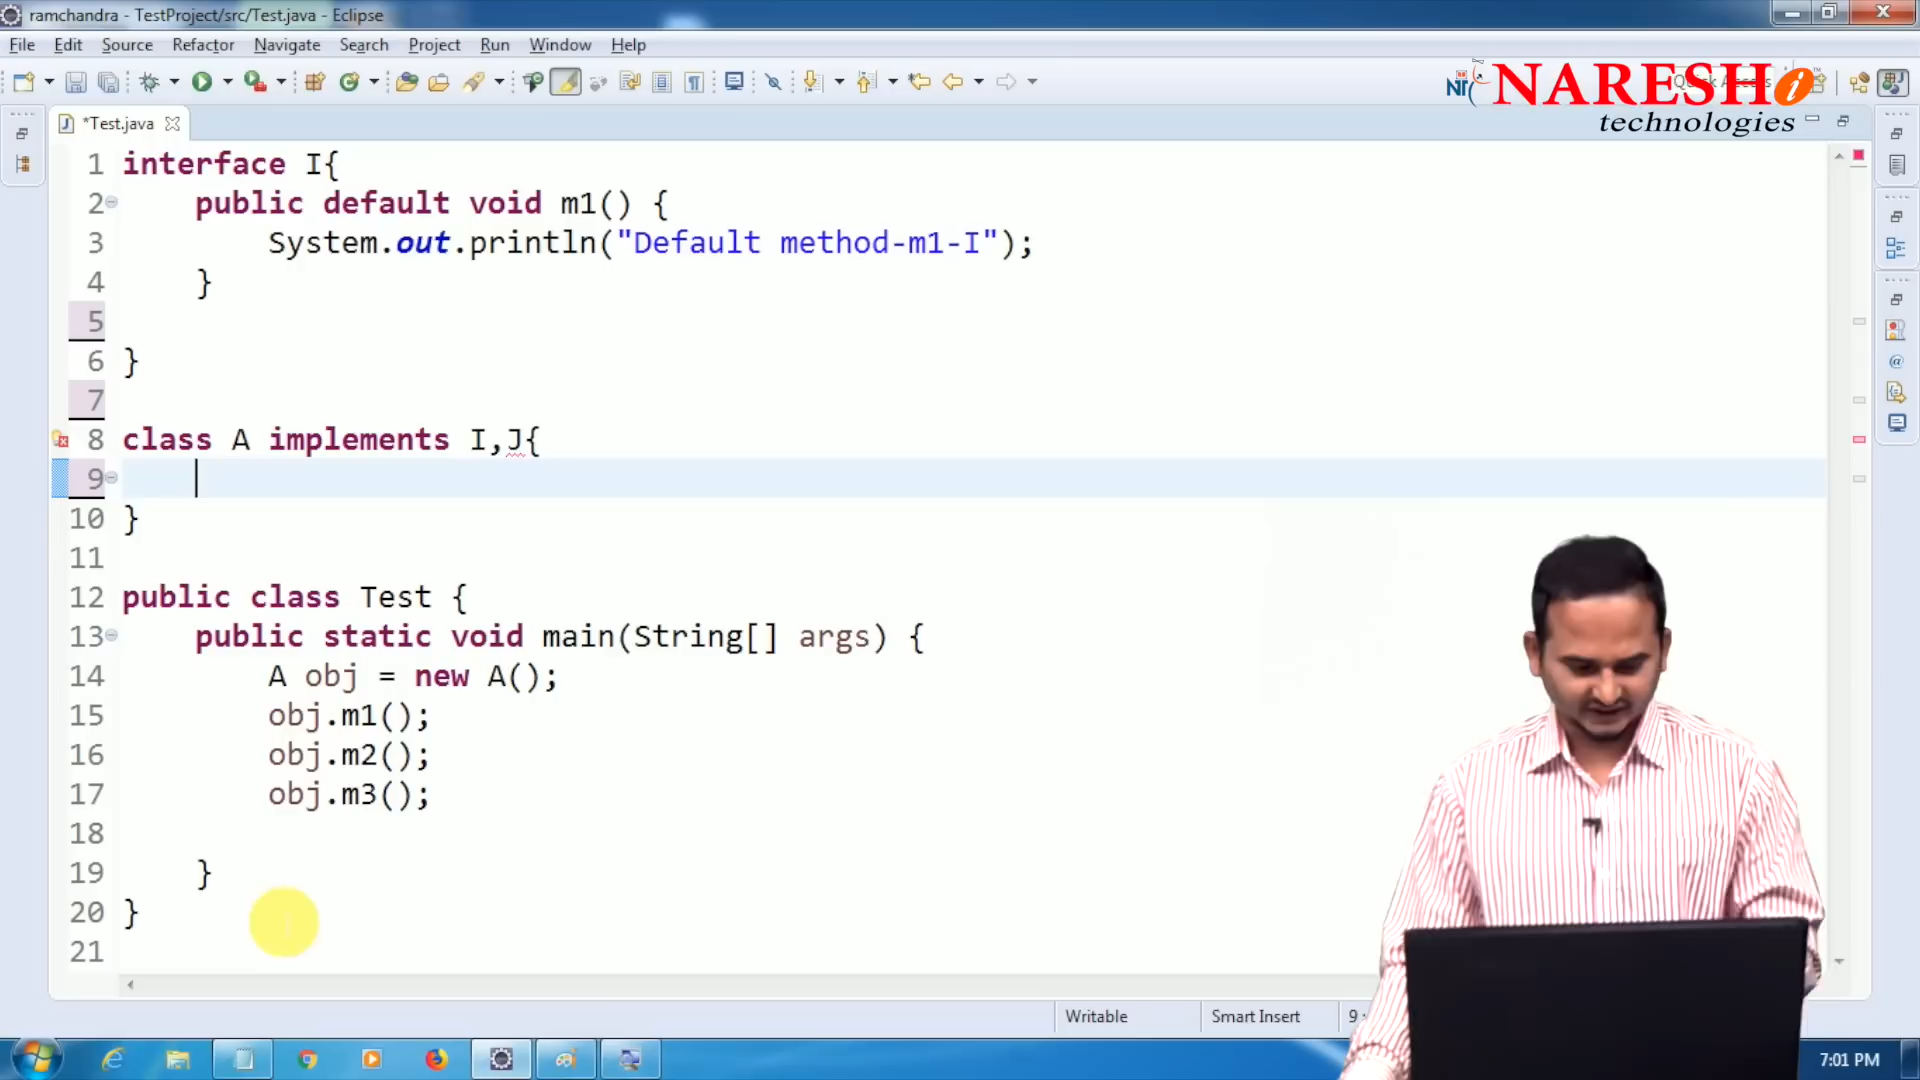 ramchandra - TestProject/src/Test.java - Eclipse
File Edit Source Refactor Navigate Search Project Run Window Help
NARESH i
technologies
*Test.java
1 interface I{
2 public default void m1() {
3 System.out.println("Default method-m1-I");
4 }
5
6 }
7
8 class A implements I,J{
9
10 }
11
12 public class Test {
13 public static void main(String[] args) {
14 A obj = new A();
15 obj.m1();
16 obj.m2();
17 obj.m3();
18
19 }
20 }
21
Writable Smart Insert 9 :
7:01 PM